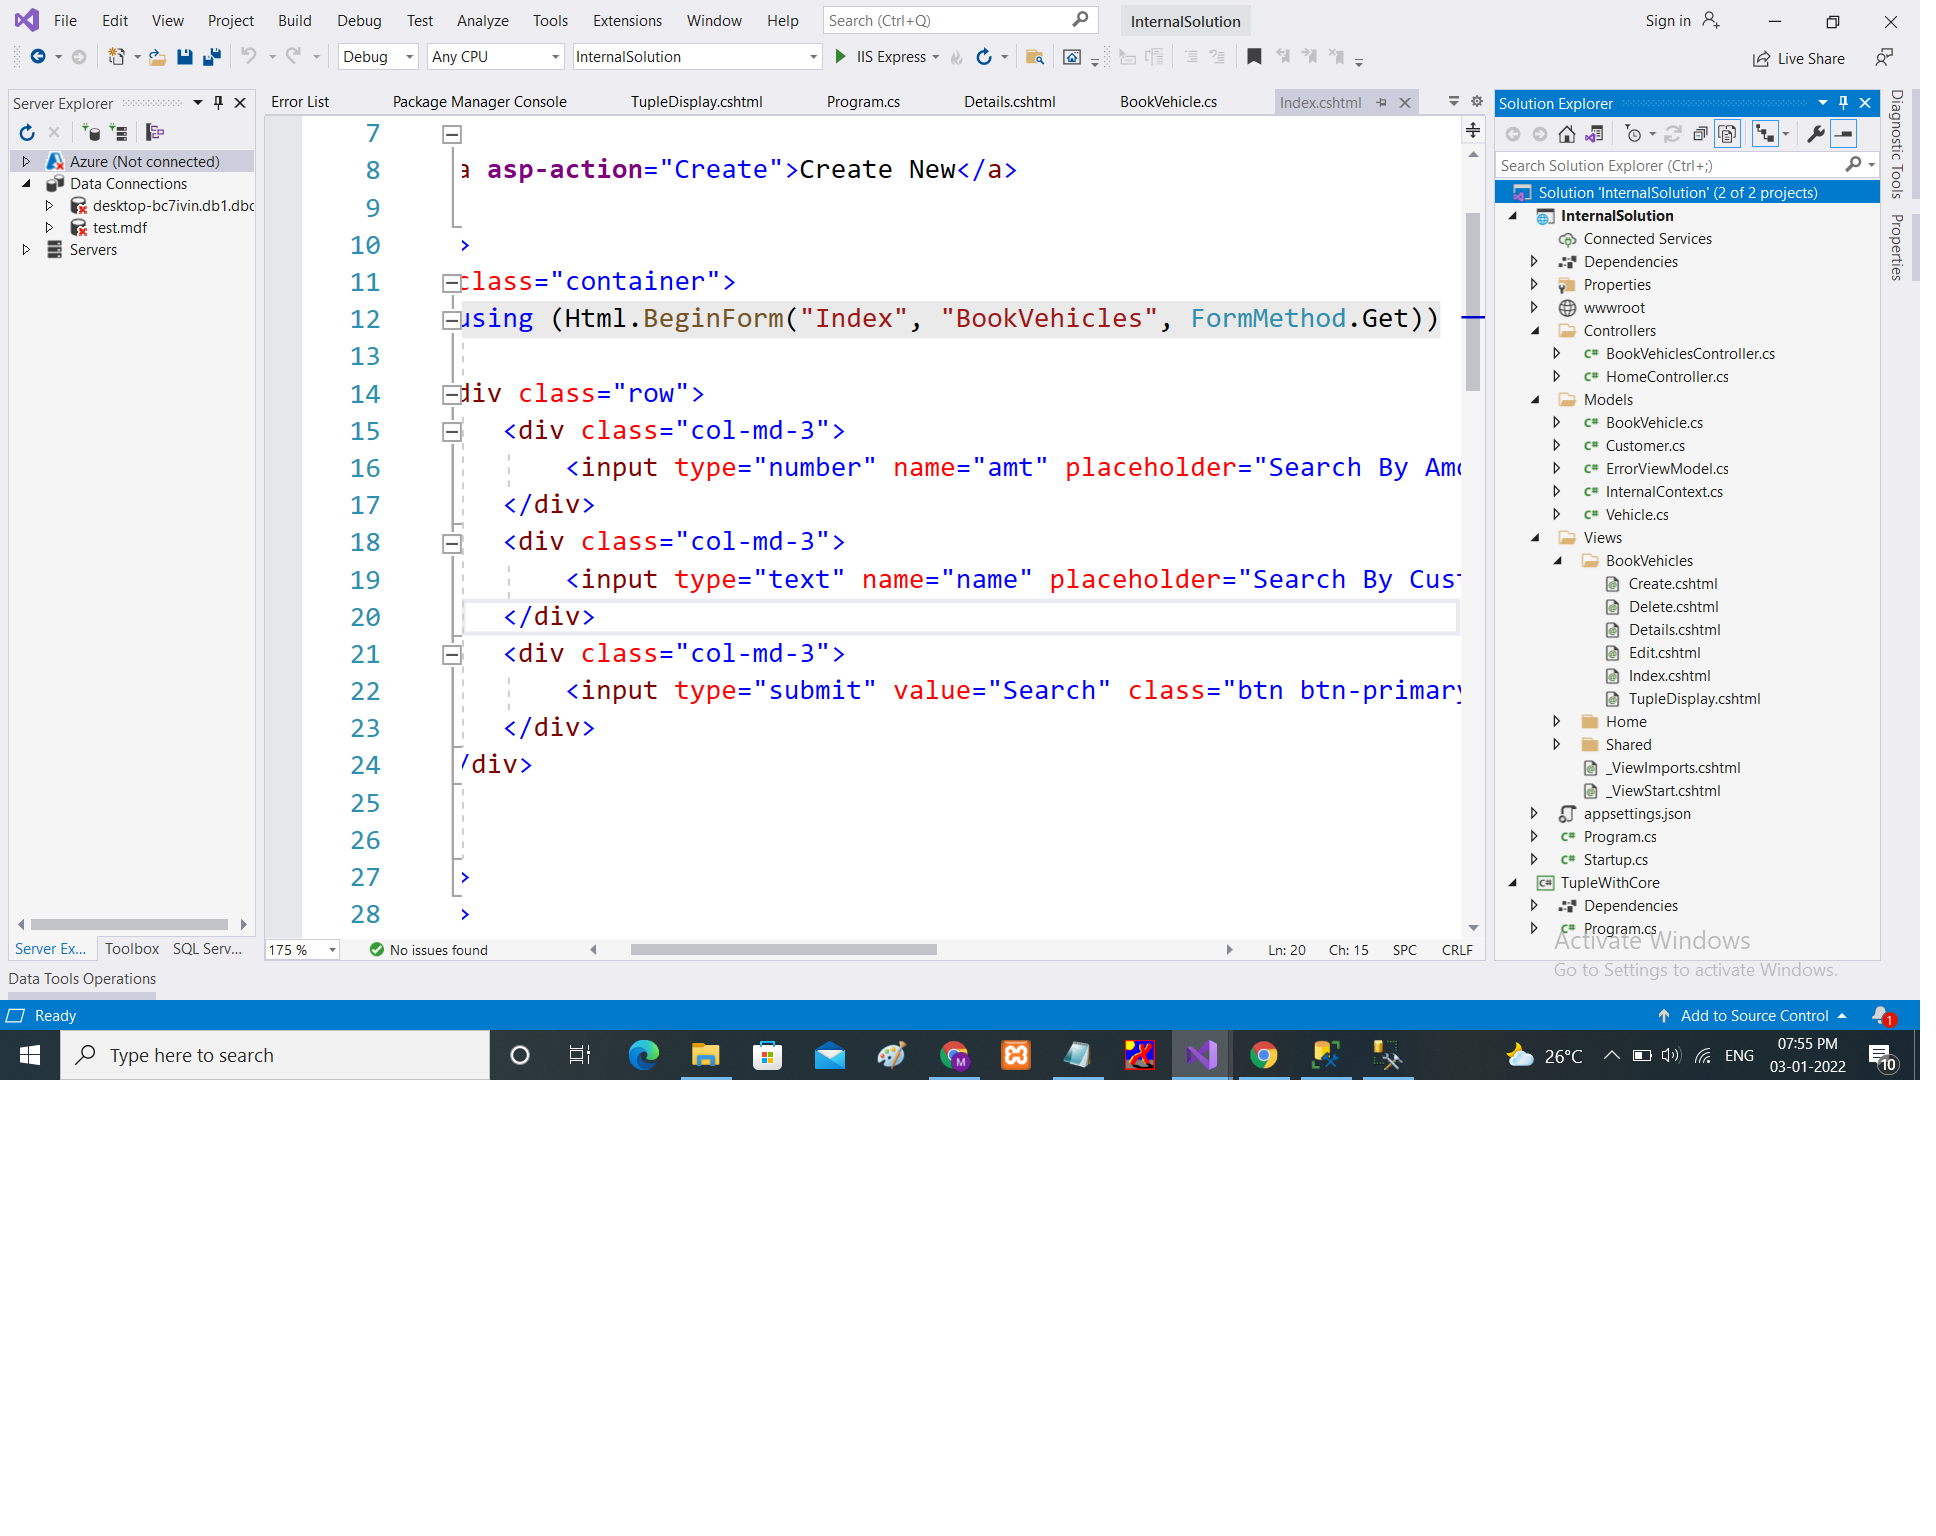 File Edit View Project Build Debug Test Analyze Tools Extensions Window Help Search (Ctrl+Q) InternalSolution Sign in
Debug Any CPU InternalSolution IIS Express Live Share
Server Explorer
Azure (Not connected)
Data Connections
desktop-bc7ivin.db1.dbc
test.mdf
Servers
Server Ex... Toolbox SQL Serv...
Data Tools Operations
Error List Package Manager Console TupleDisplay.cshtml Program.cs Details.cshtml BookVehicle.cs Index.cshtml
7
8 a asp-action="Create">Create New</a>
9
10 >
11 class="container">
12 using (Html.BeginForm("Index", "BookVehicles", FormMethod.Get))
13
14 div class="row">
15 <div class="col-md-3">
16 <input type="number" name="amt" placeholder="Search By Amo
17 </div>
18 <div class="col-md-3">
19 <input type="text" name="name" placeholder="Search By Cust
20 </div>
21 <div class="col-md-3">
22 <input type="submit" value="Search" class="btn btn-primary
23 </div>
24 /div>
25
26
27 >
28 >
175 % No issues found Ln: 20 Ch: 15 SPC CRLF
Solution Explorer
Search Solution Explorer (Ctrl+;)
Solution 'InternalSolution' (2 of 2 projects)
InternalSolution
Connected Services
Dependencies
Properties
wwwroot
Controllers
C# BookVehiclesController.cs
C# HomeController.cs
Models
C# BookVehicle.cs
C# Customer.cs
C# ErrorViewModel.cs
C# InternalContext.cs
C# Vehicle.cs
Views
BookVehicles
Create.cshtml
Delete.cshtml
Details.cshtml
Edit.cshtml
Index.cshtml
TupleDisplay.cshtml
Home
Shared
_ViewImports.cshtml
_ViewStart.cshtml
appsettings.json
C# Program.cs
C# Startup.cs
C# TupleWithCore
Dependencies
C# Program.cs
Activate Windows
Go to Settings to activate Windows.
Diagnostic Tools
Properties
Ready Add to Source Control 1
Type here to search M 26°C ENG 07:55 PM
03-01-2022 10